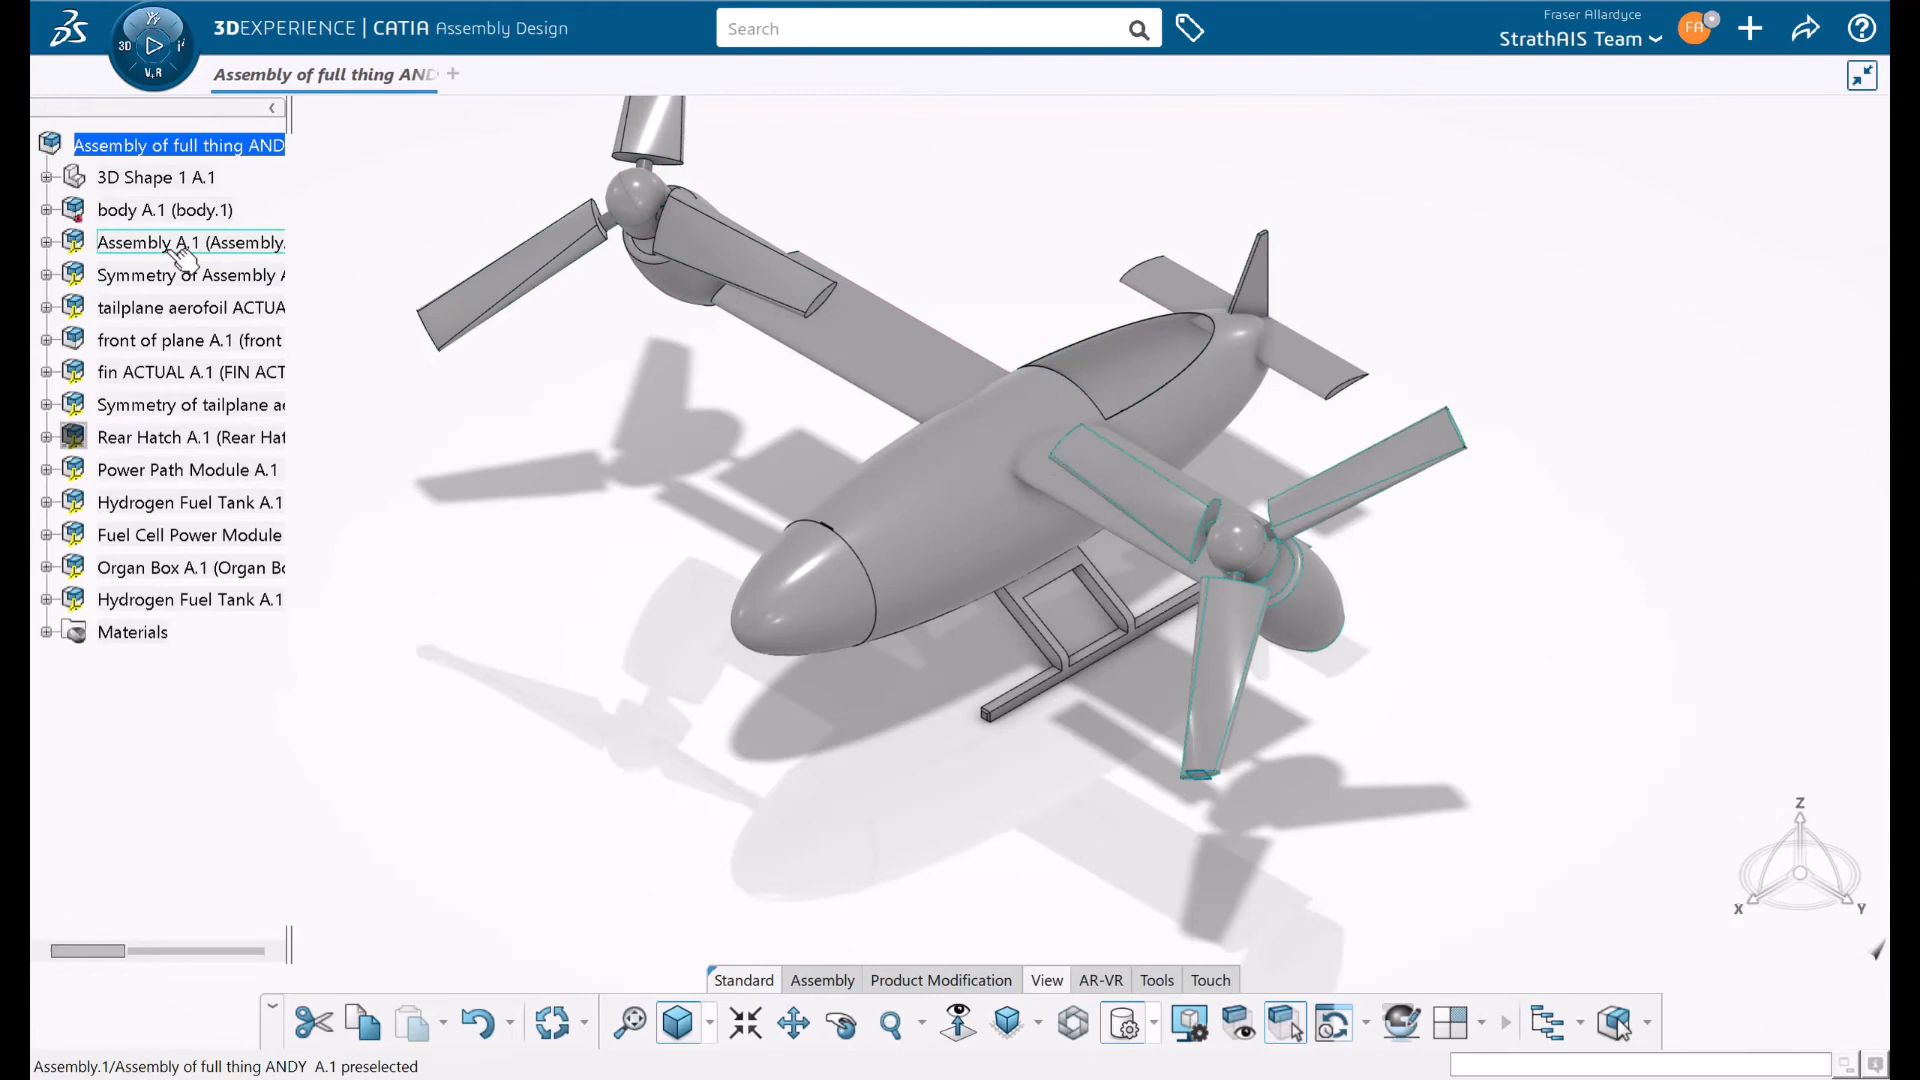 3DEXPERIENCE | CATIA Assembly Design
3D
V,R
Search
Fraser Allardyce
StrathAIS Team
FA
Assembly of full thing AND
Assembly of full thing AND
3D Shape 1 A.1
body A.1 (body.1)
Assembly A.1 (Assembly.
Symmetry of Assembly A
tailplane aerofoil ACTUA
front of plane A.1 (front
fin ACTUAL A.1 (FIN ACT
Symmetry of tailplane ae
Rear Hatch A.1 (Rear Hat
Power Path Module A.1
Hydrogen Fuel Tank A.1
Fuel Cell Power Module
Organ Box A.1 (Organ Bo
Hydrogen Fuel Tank A.1
Materials
Z
X
Y
Standard
Assembly
Product Modification
View
AR-VR
Tools
Touch
Assembly.1/Assembly of full thing ANDY A.1 preselected